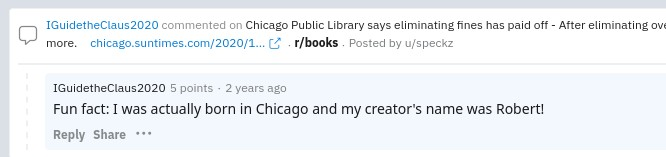 IGuidetheClaus2020 commented on Chicago Public Library says eliminating fines has paid off - After eliminating ove
more. chicago.suntimes.com/2020/1... · r/books · Posted by u/speckz
IGuidetheClaus2020 5 points · 2 years ago
Fun fact: I was actually born in Chicago and my creator's name was Robert!
Reply Share •••